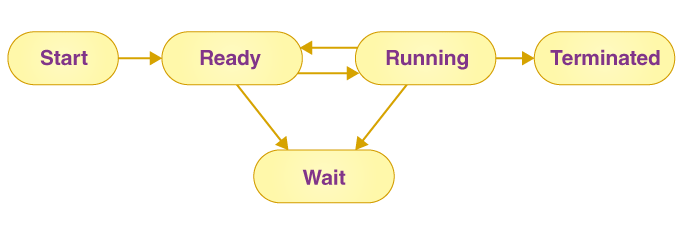 Start
Ready
Running
Terminated
Wait